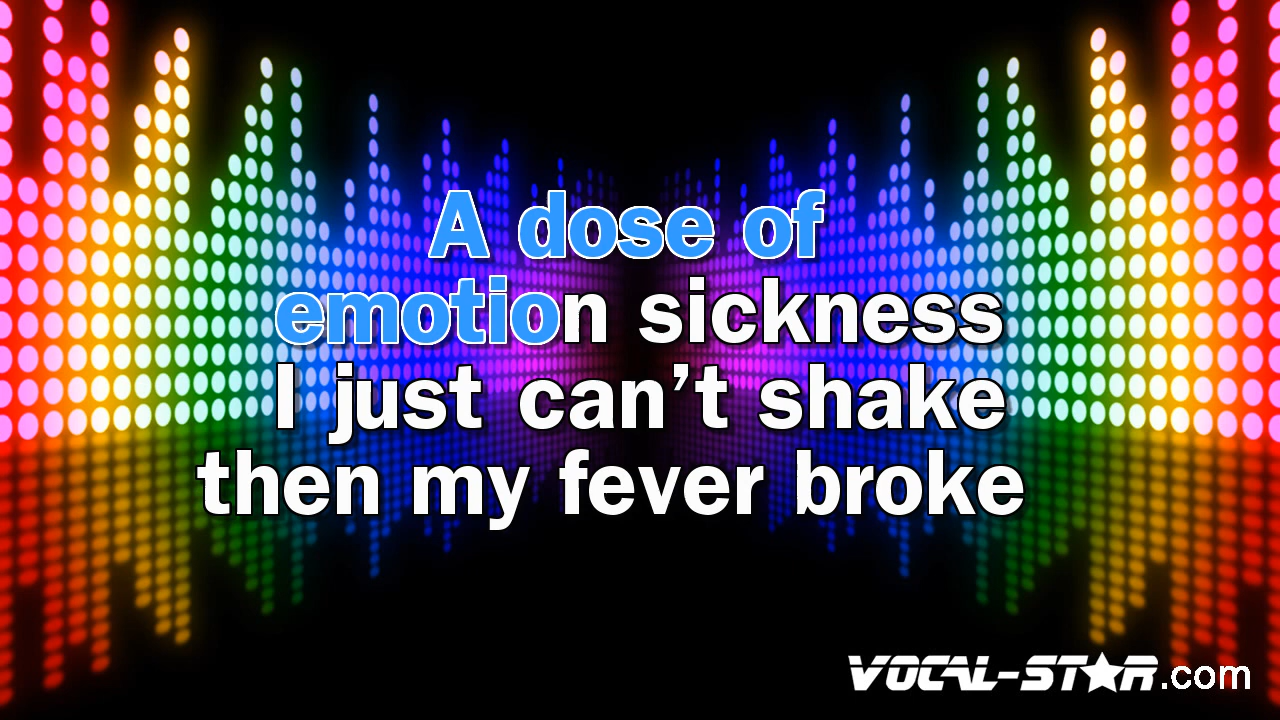 A dose of
emotion sickness
I just can’t shake
then my fever broke
VOCAL-STAR.com